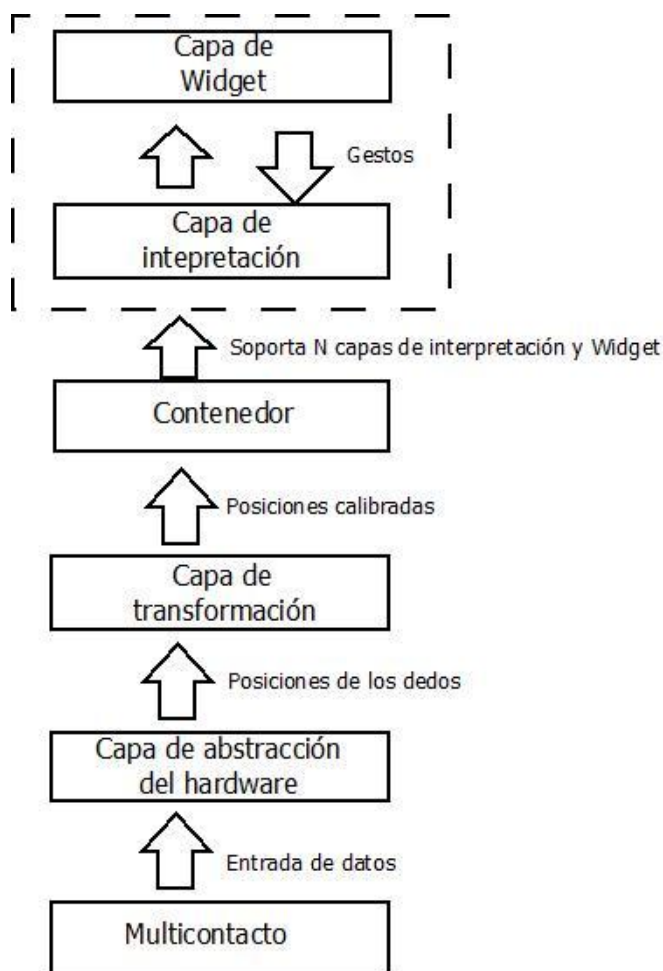 Capa de
Widget
Gestos
Capa de
intepretación
Soporta N capas de interpretación y Widget
Contenedor
Posiciones calibradas
Capa de
transformación
Posiciones de los dedos
Capa de abstracción
del hardware
Entrada de datos
Multicontacto